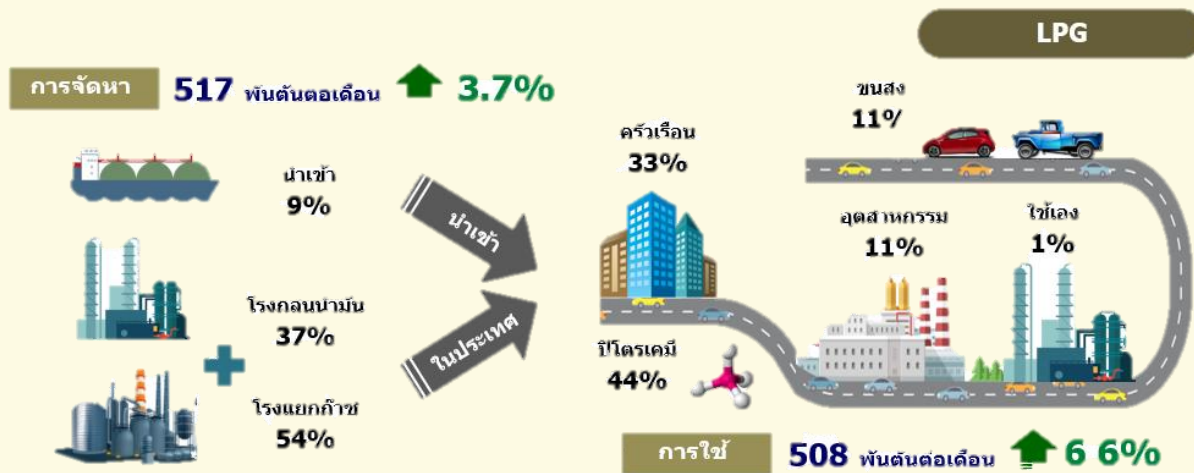 LPG
การจัดหา 517 พันตันตอเดือน 3.7%
นำเข้า
9%
โรงกลนน้ำมัน
37%
โรงแยกก๊าซ
54%
นำเข้า
ในประเทศ
ครัวเรือน
33%
ขนสง
11%
อุตสาหกรรม
11%
ใช้เอง
1%
ปิโตรเคมี
44%
การใช้ 508 พันตันต่อเดือน 6 6%